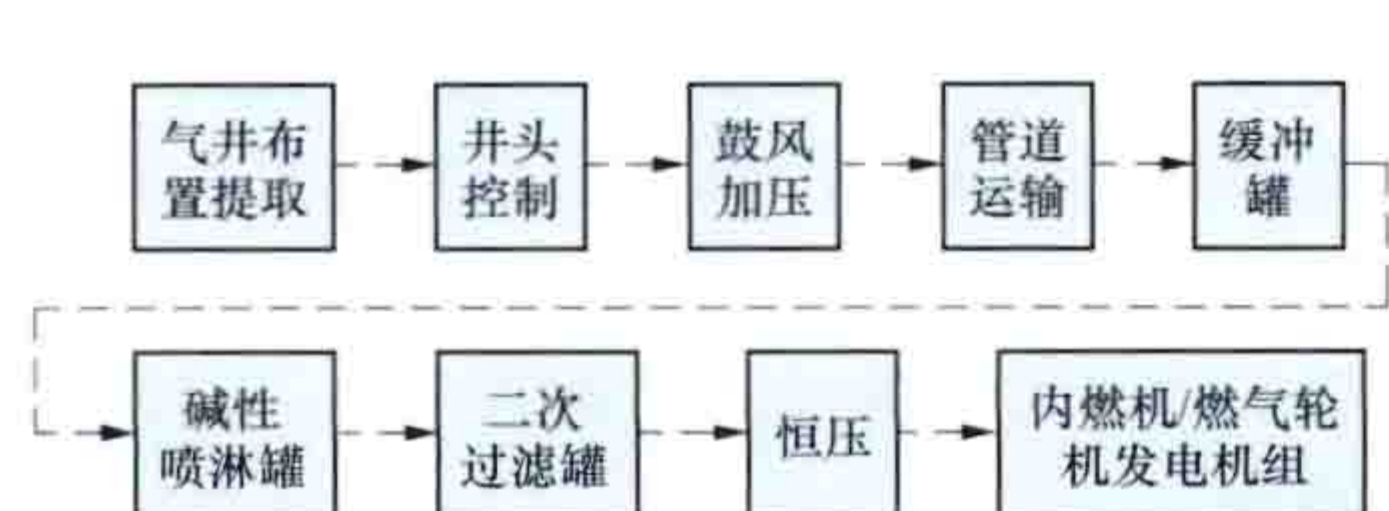 气井布
置提取
井头
控制
鼓风
加压
管道
运输
缓冲
罐
碱性
喷淋罐
二次
过滤罐
恒压
内燃机/燃气轮
机发电机组